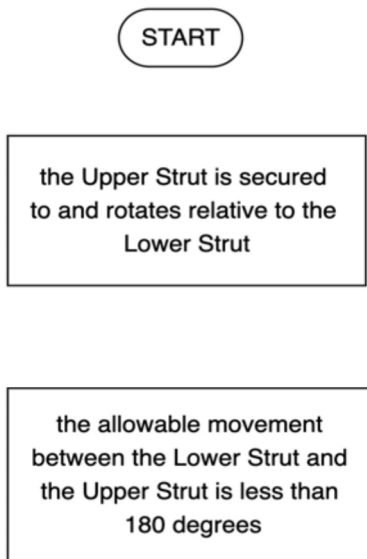 START
the Upper Strut is secured
to and rotates relative to the
Lower Strut
the allowable movement
between the Lower Strut and
the Upper Strut is less than
180 degrees